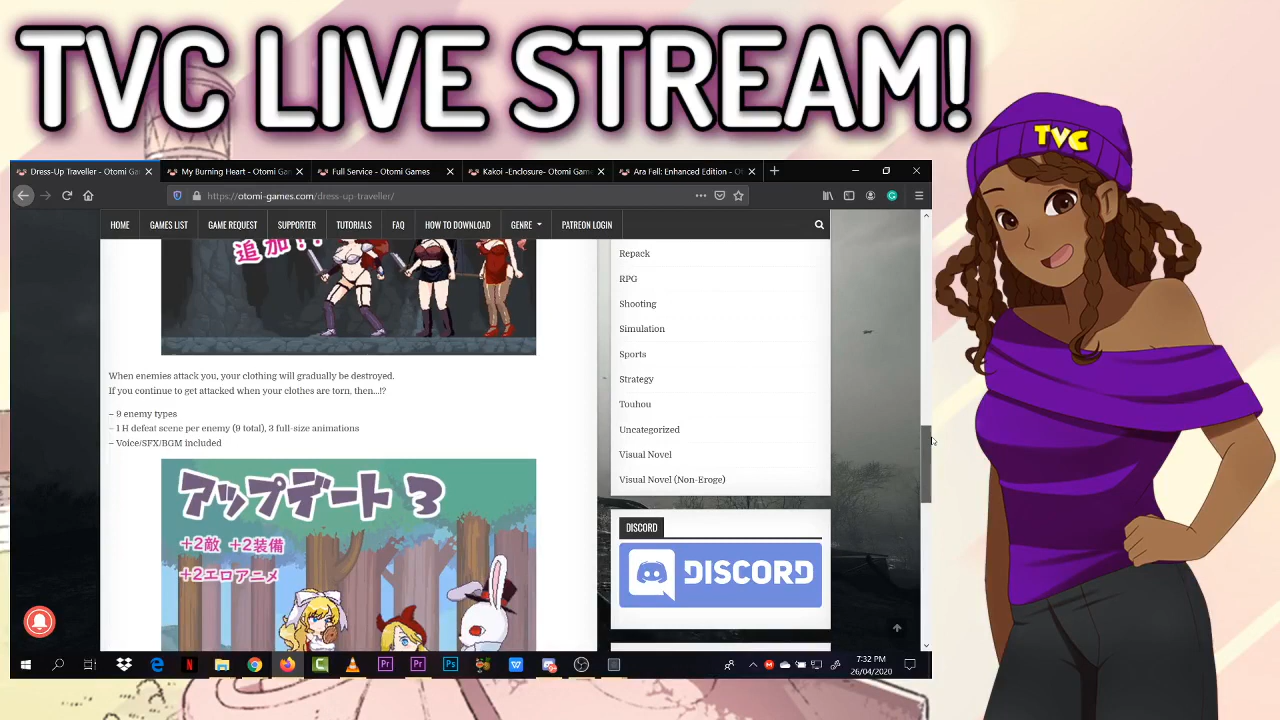 TVC LIVE STREAM!
TVC
Dress-Up Traveller - Otomi Ga
My Burning Heart - Otomi Gan
Full Service - Otomi Games
Kakoi -Enclosure- Otomi Game
Ara Fell: Enhanced Edition - Ot
https://otomi-games.com/dress-up-traveller/
HOME
GAMES LIST
GAME REQUEST
SUPPORTER
TUTORIALS
FAQ
HOW TO DOWNLOAD
GENRE
PATREON LOGIN
追加!!
When enemies attack you, your clothing will gradually be destroyed.
If you continue to get attacked when your clothes are torn, then…!?
– 9 enemy types
– 1 H defeat scene per enemy (9 total), 3 full-size animations
– Voice/SFX/BGM included
アップデート3
+2敵 +2装備
+2エロアニメ
Repack
RPG
Shooting
Simulation
Sports
Strategy
Touhou
Uncategorized
Visual Novel
Visual Novel (Non-Eroge)
DISCORD
DISCORD
7:32 PM
26/04/2020